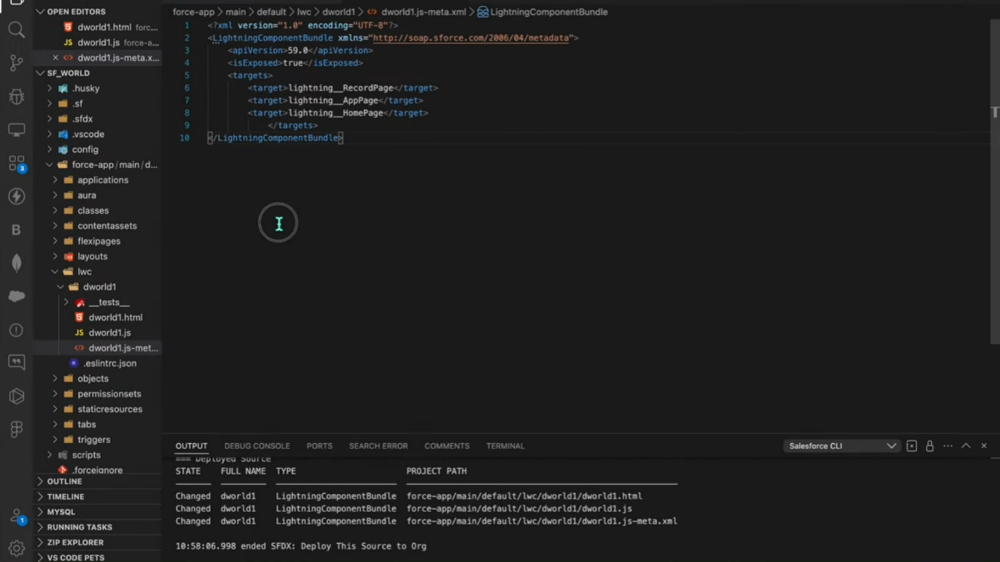 OPEN EDITORS
dworld1.html forc...
dworld1.js force-a...
dworld1.js-meta.x...
SF_WORLD
.husky
.sf
.sfdx
.vscode
config
force-app/main/d...
applications
aura
classes
contentassets
flexipages
layouts
lwc
dworld1
__tests__
dworld1.html
dworld1.js
dworld1.js-met...
.eslintrc.json
objects
permissionsets
staticresources
tabs
triggers
scripts
.forceignore
OUTLINE
TIMELINE
MYSQL
RUNNING TASKS
ZIP EXPLORER
VS CODE PETS
3
B
1
force-app > main > default > lwc > dworld1 > dworld1.js-meta.xml > LightningComponentBundle
1 <?xml version="1.0" encoding="UTF-8"?>
2 <LightningComponentBundle xmlns="http://soap.sforce.com/2006/04/metadata">
3 <apiVersion>59.0</apiVersion>
4 <isExposed>true</isExposed>
5 <targets>
6 <target>lightning__RecordPage</target>
7 <target>lightning__AppPage</target>
8 <target>lightning__HomePage</target>
9 </targets>
10 </LightningComponentBundle>
OUTPUT DEBUG CONSOLE PORTS SEARCH ERROR COMMENTS TERMINAL Salesforce CLI
=== Deployed Source
STATE FULL NAME TYPE PROJECT PATH
Changed dworld1 LightningComponentBundle force-app/main/default/lwc/dworld1/dworld1.html
Changed dworld1 LightningComponentBundle force-app/main/default/lwc/dworld1/dworld1.js
Changed dworld1 LightningComponentBundle force-app/main/default/lwc/dworld1/dworld1.js-meta.xml
10:58:06.998 ended SFDX: Deploy This Source to Org